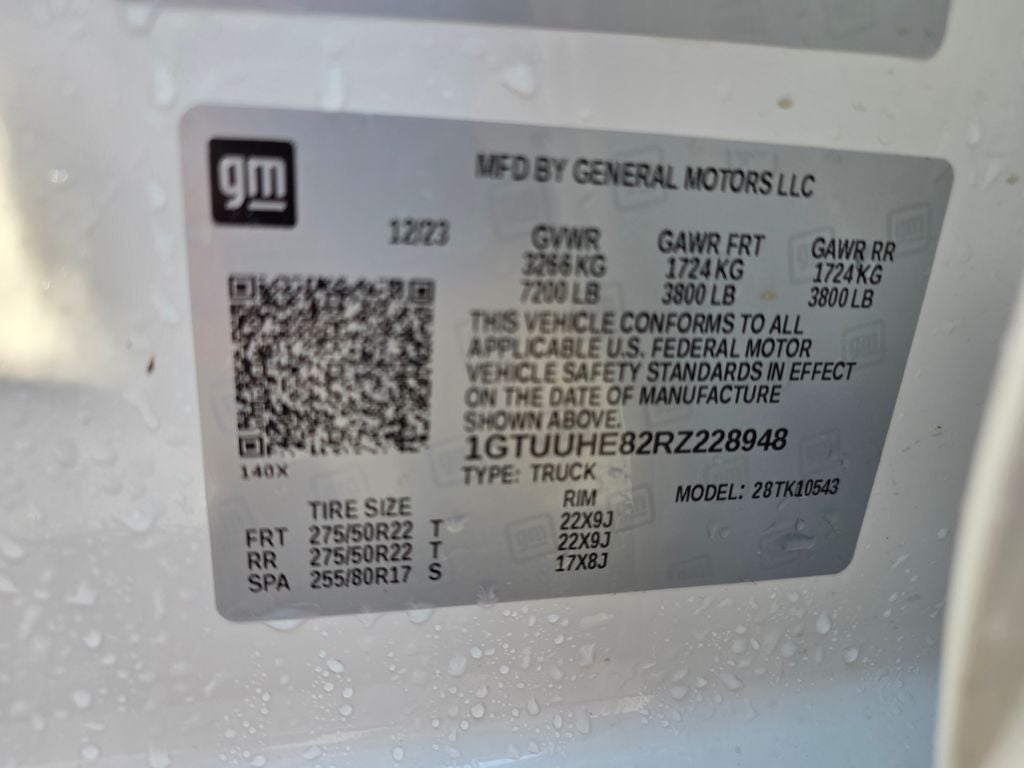 gm
MFD BY GENERAL MOTORS LLC
12/23 GVWR GAWR FRT GAWR RR
3266 KG 1724 KG 1724 KG
7200 LB 3800 LB 3800 LB
THIS VEHICLE CONFORMS TO ALL
APPLICABLE U.S. FEDERAL MOTOR
VEHICLE SAFETY STANDARDS IN EFFECT
ON THE DATE OF MANUFACTURE
SHOWN ABOVE.
1GTUUHE82RZ228948
140X
TYPE: TRUCK MODEL: 28TK10543
TIRE SIZE RIM
FRT 275/50R22 T 22X9J
RR 275/50R22 T 22X9J
SPA 255/80R17 S 17X8J